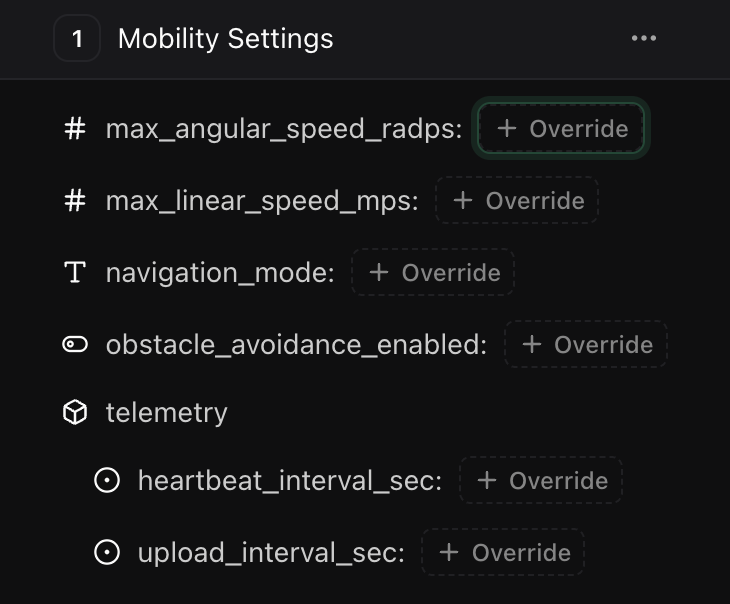 1 Mobility Settings
max_angular_speed_radps: + Override
max_linear_speed_mps: + Override
navigation_mode: + Override
obstacle_avoidance_enabled: + Override
telemetry
heartbeat_interval_sec: + Override
upload_interval_sec: + Override